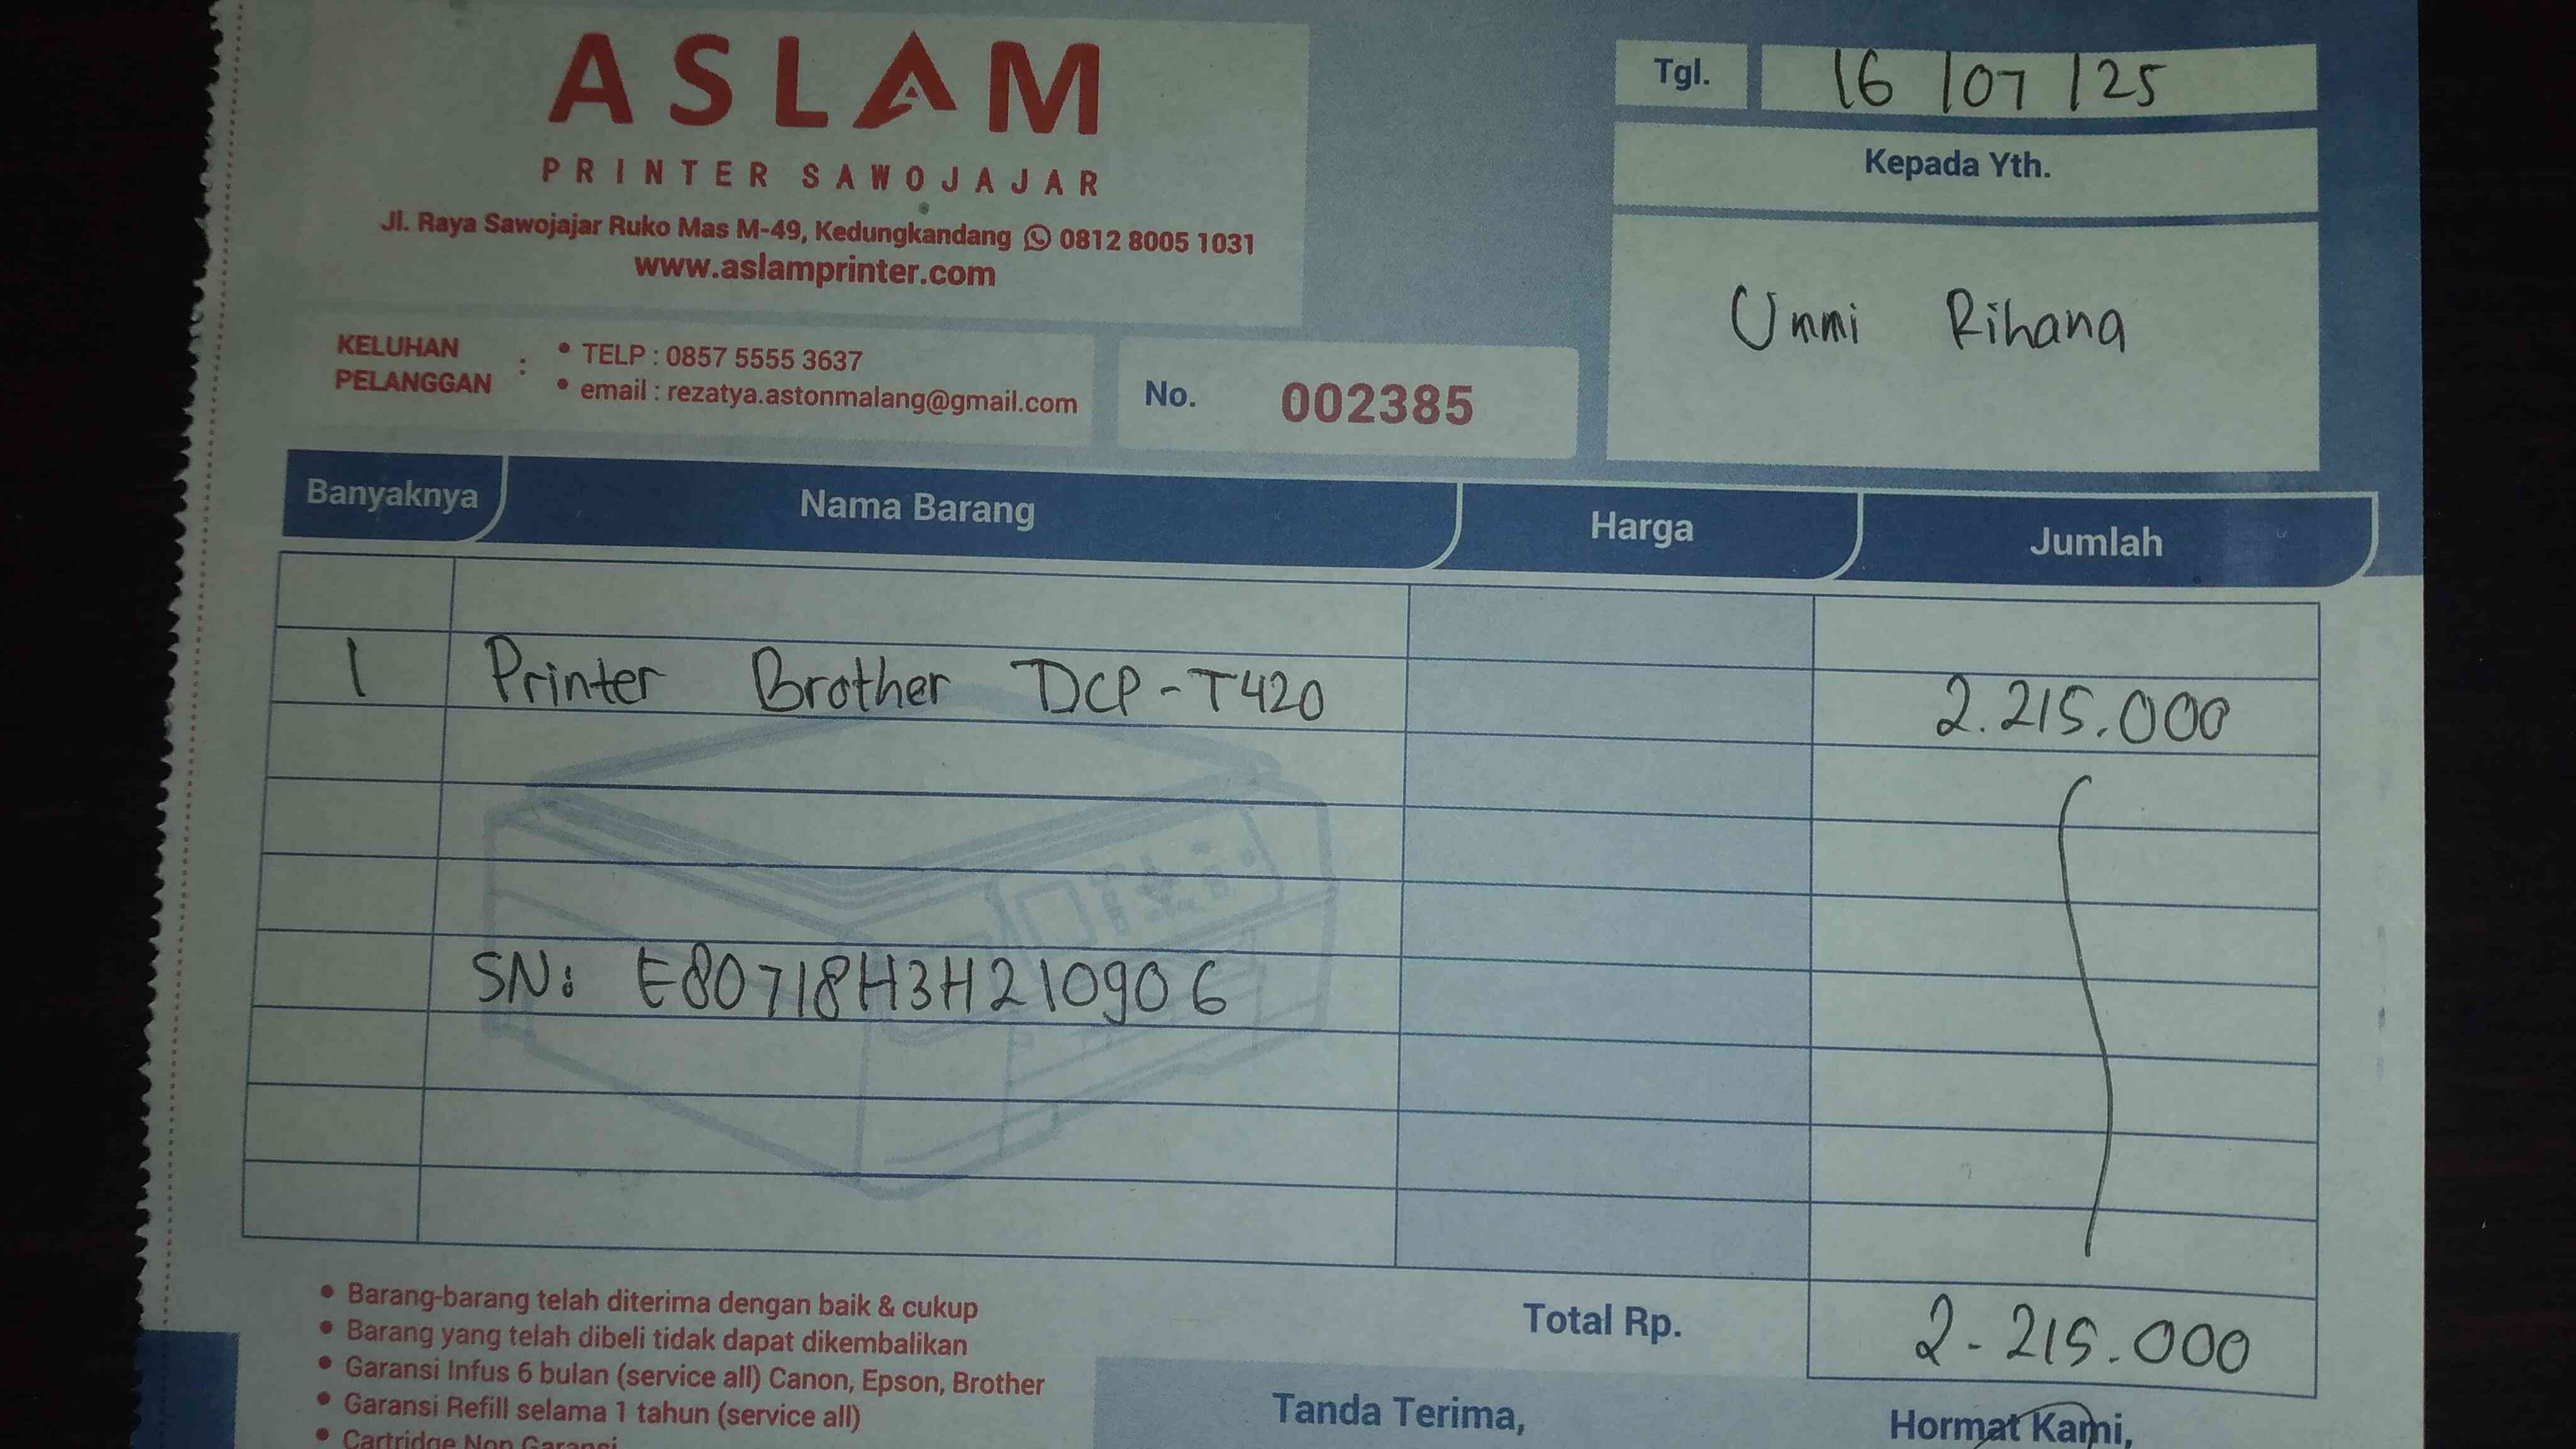 ASLAM
PRINTER SAWOJAJAR
Jl. Raya Sawojajar Ruko Mas M-49, Kedungkandang 0812 8005 1031
www.aslamprinter.com
KELUHAN PELANGGAN :
• TELP : 0857 5555 3637
• email : rezatya.astonmalang@gmail.com
No. 002385
Tgl. 16/07/25
Kepada Yth.
Ummi Rihana
Banyaknya Nama Barang Harga Jumlah
1 Printer Brother DCP-T420 2.215.000
SN: E80718H3H210906
Total Rp. 2-215.000
• Barang-barang telah diterima dengan baik & cukup
• Barang yang telah dibeli tidak dapat dikembalikan
• Garansi Infus 6 bulan (service all) Canon, Epson, Brother
• Garansi Refill selama 1 tahun (service all)
• Cartridge Non Garansi
Tanda Terima,
Hormat Kami,